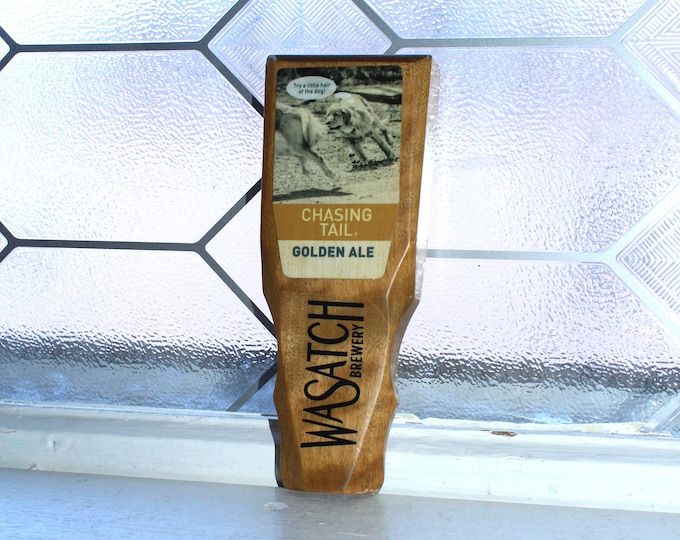 Try a little hair
of the dog!
CHASING
TAIL®
GOLDEN ALE
WASATCH
BREWERY